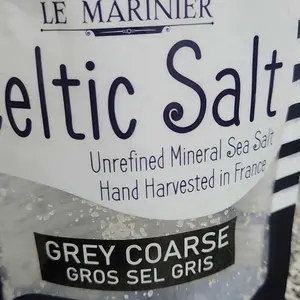 LE MARINIER
eltic Salt
Unrefined Mineral Sea Salt
Hand Harvested in France
GREY COARSE
GROS SEL GRIS